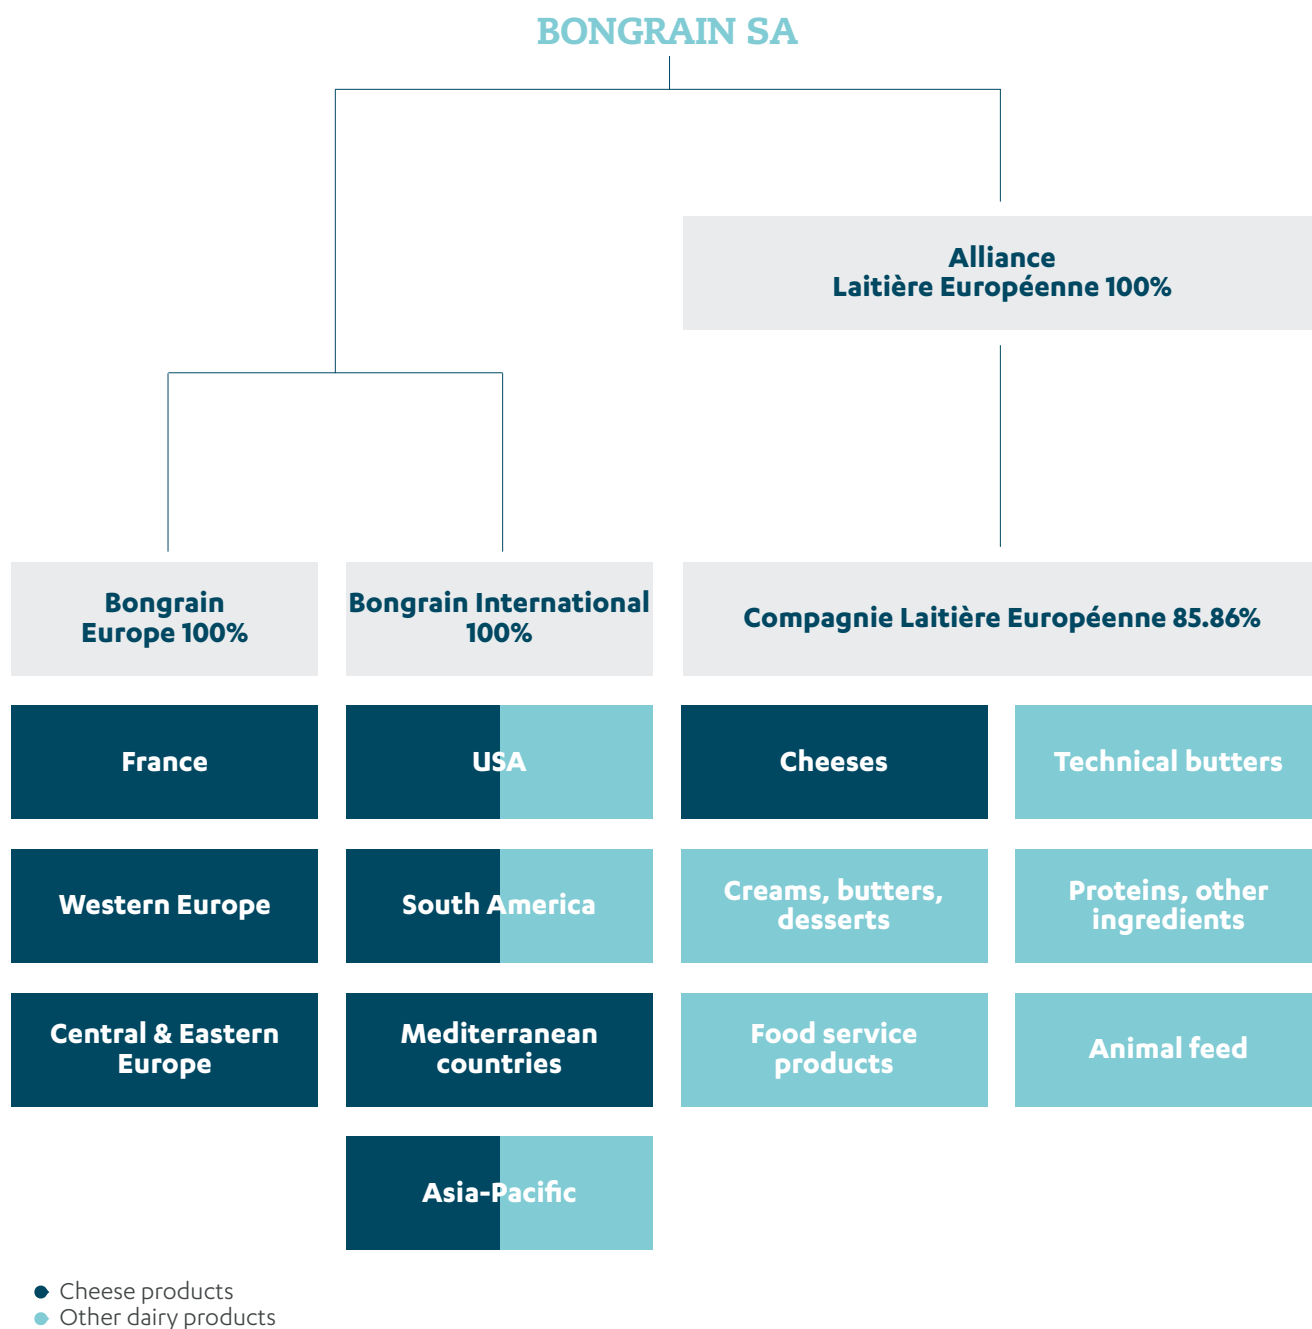 BONGRAIN SA
Alliance
Laitière Européenne 100%
Bongrain
Europe 100%
Bongrain International
100%
Compagnie Laitière Européenne 85.86%
France
USA
Cheeses
Technical butters
Western Europe
South America
Creams, butters,
desserts
Proteins, other
ingredients
Central & Eastern
Europe
Mediterranean
countries
Food service
products
Animal feed
Asia-Pacific
Cheese products
Other dairy products